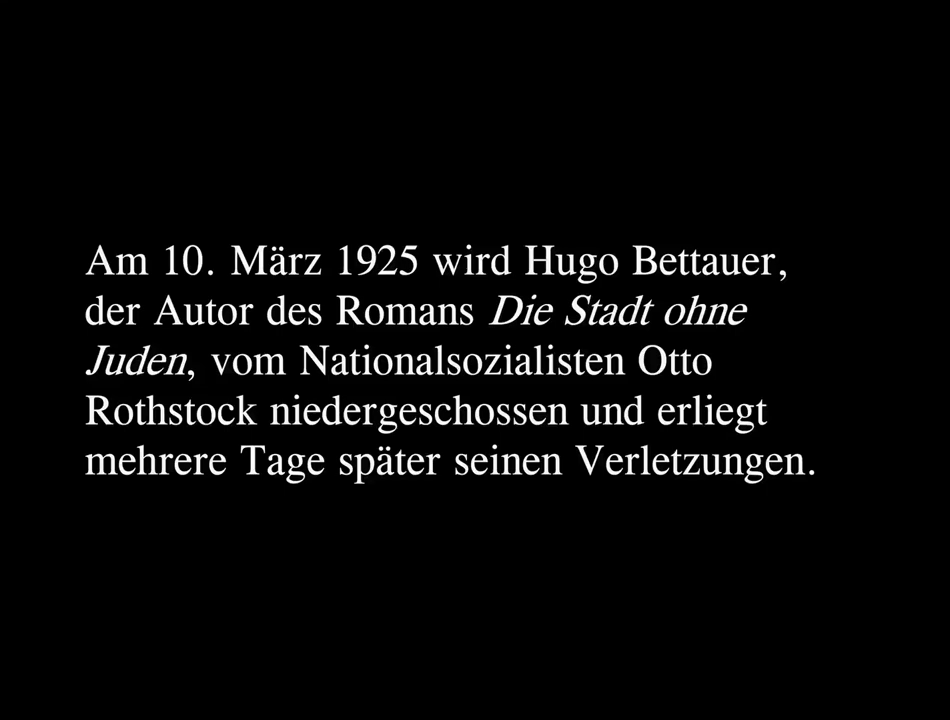 Am 10. März 1925 wird Hugo Bettauer,
der Autor des Romans Die Stadt ohne
Juden, vom Nationalsozialisten Otto
Rothstock niedergeschossen und erliegt
mehrere Tage später seinen Verletzungen.